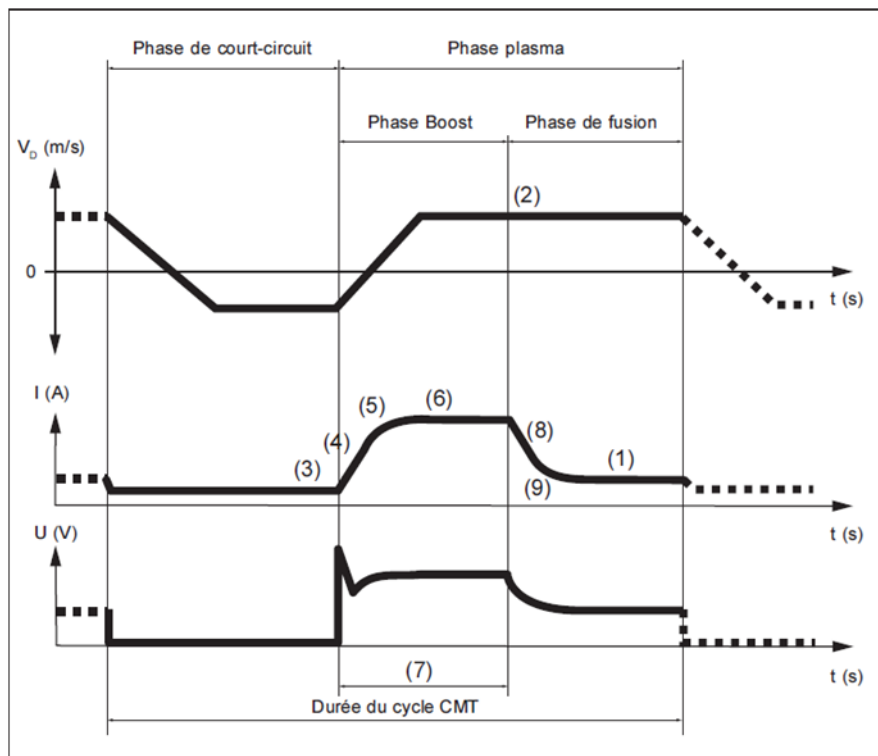 Phase de court-circuit
Phase plasma
Phase Boost
Phase de fusion
V_D (m/s)
(2)
0
t (s)
I (A)
(6)
(5)
(4)
(8)
(3)
(1)
(9)
U (V)
t (s)
(7)
t (s)
Durée du cycle CMT